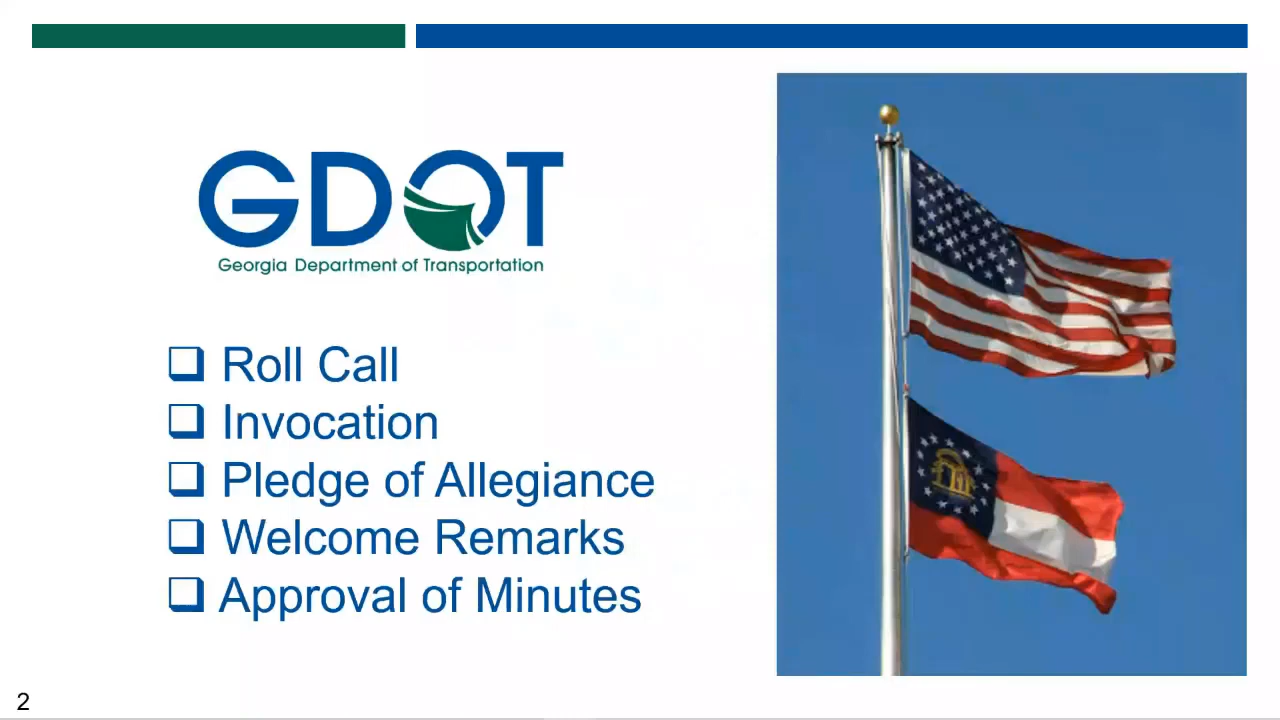 GDOT
Georgia Department of Transportation
❑ Roll Call
❑ Invocation
❑ Pledge of Allegiance
❑ Welcome Remarks
❑ Approval of Minutes
2